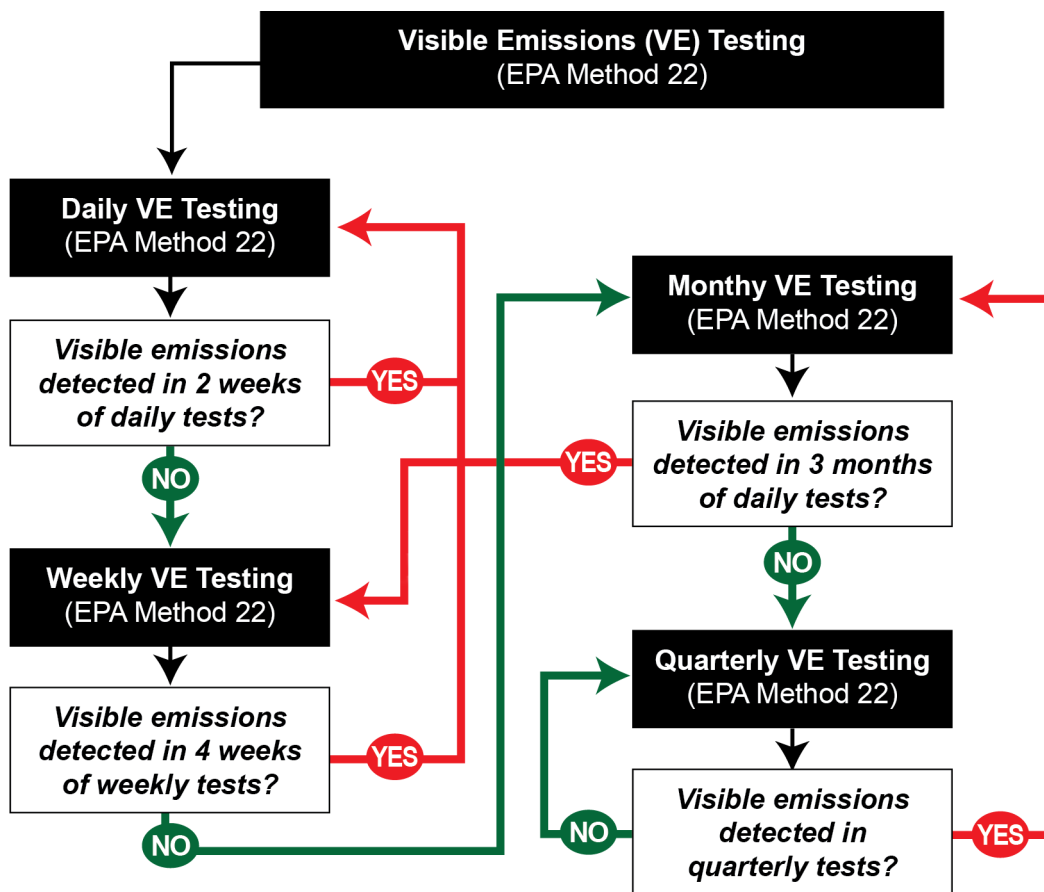 Visible Emissions (VE) Testing
(EPA Method 22)
Daily VE Testing
(EPA Method 22)
Visible emissions
detected in 2 weeks
of daily tests?
YES
NO
Weekly VE Testing
(EPA Method 22)
Visible emissions
detected in 4 weeks
of weekly tests?
YES
NO
Monthy VE Testing
(EPA Method 22)
Visible emissions
detected in 3 months
of daily tests?
YES
NO
Quarterly VE Testing
(EPA Method 22)
Visible emissions
detected in
quarterly tests?
NO
YES